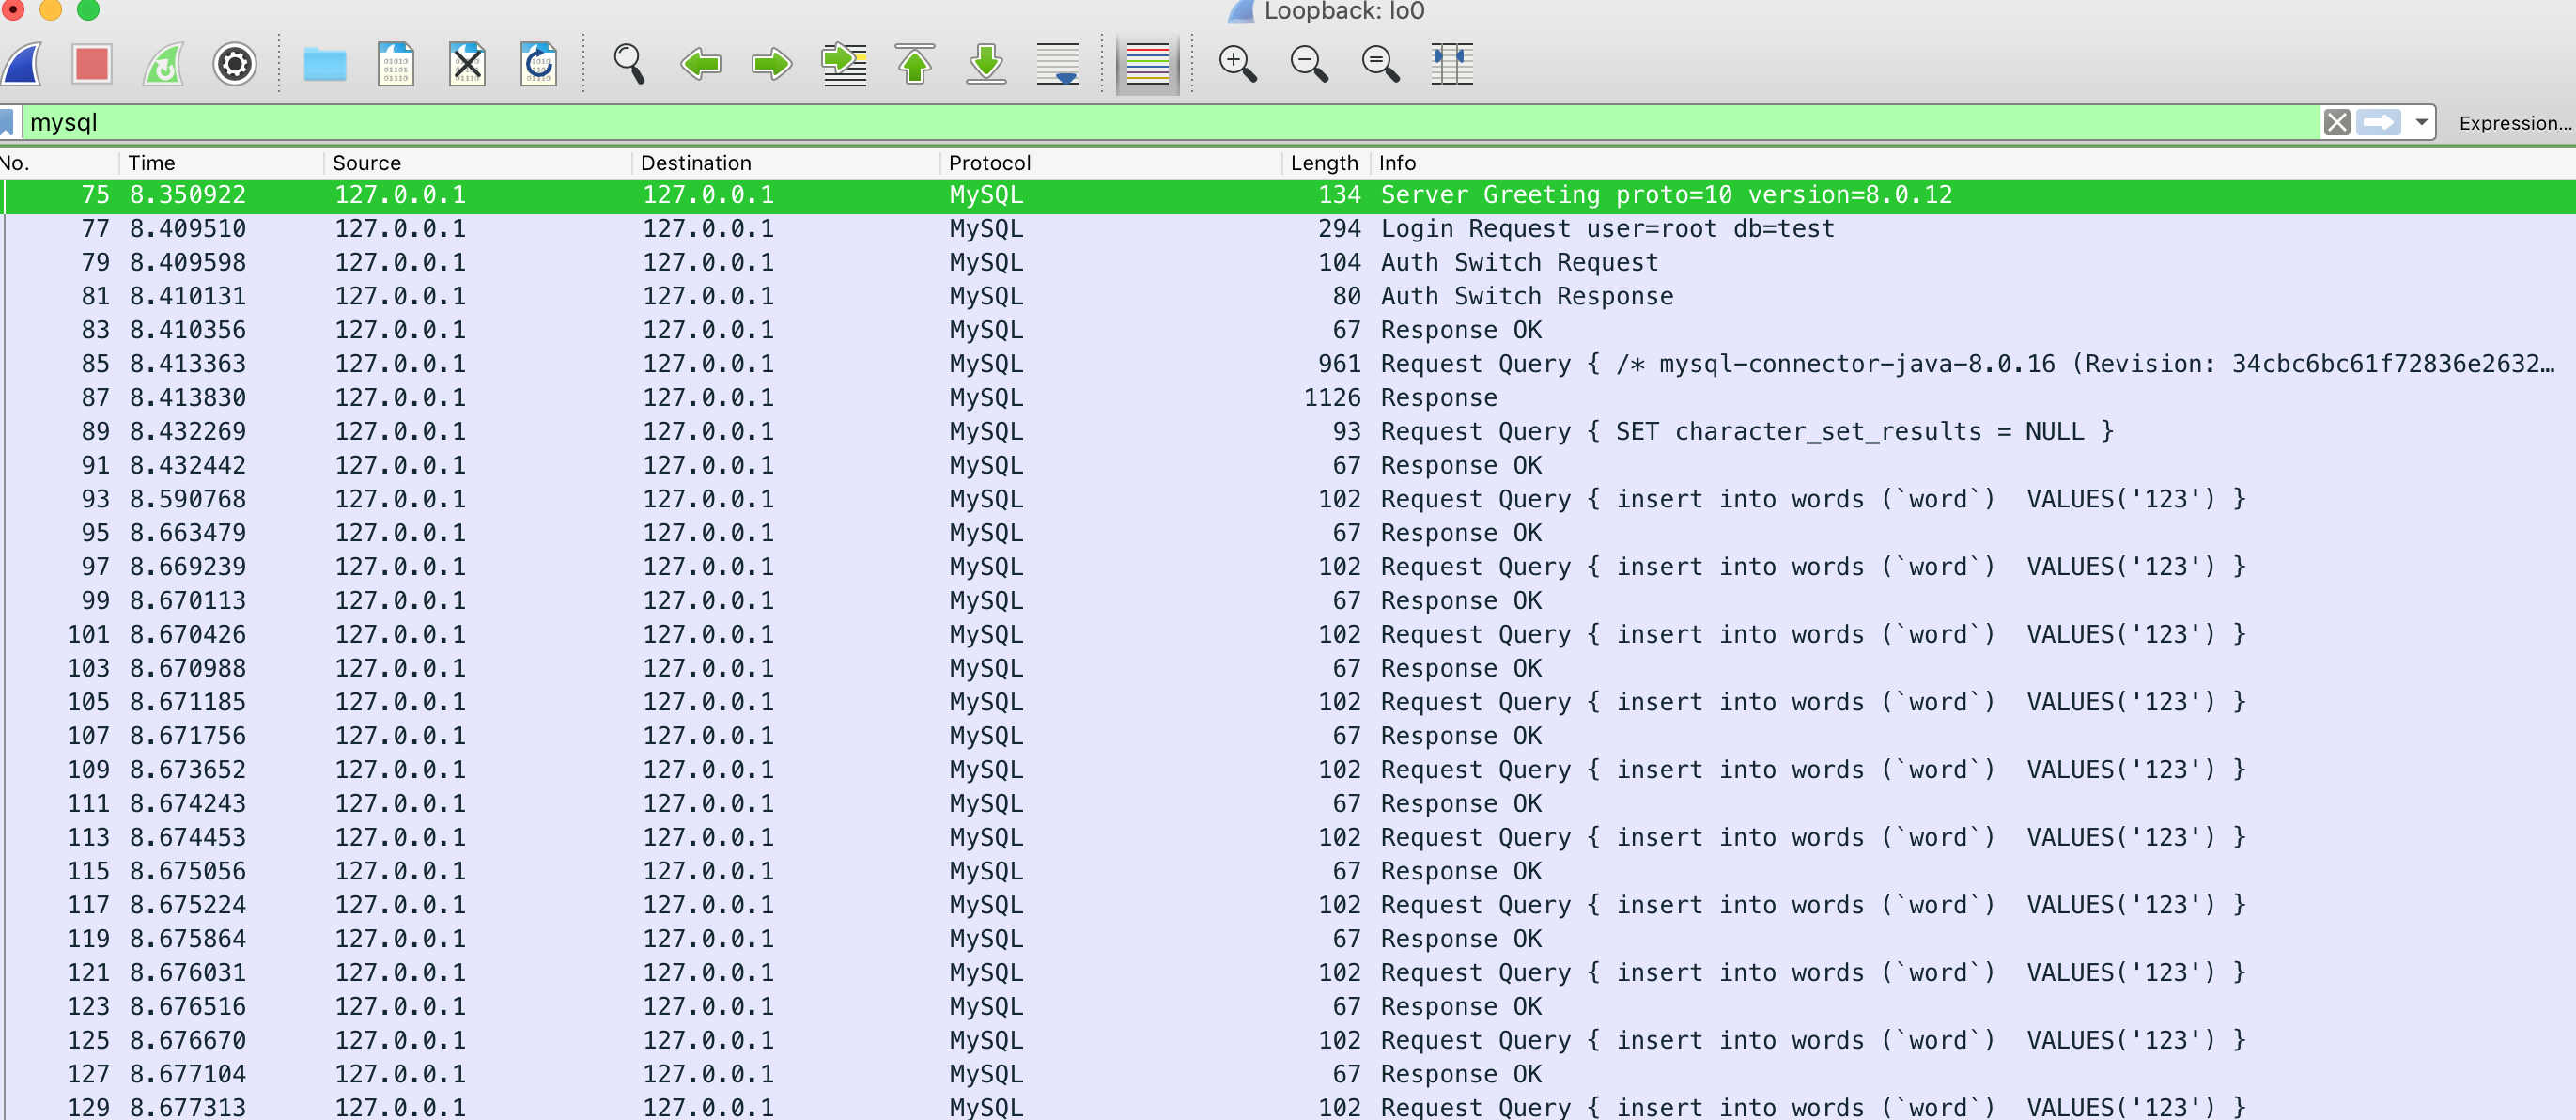 Loopback: lo0
mysql Expression...
No. Time Source Destination Protocol Length Info
75 8.350922 127.0.0.1 127.0.0.1 MySQL 134 Server Greeting proto=10 version=8.0.12
77 8.409510 127.0.0.1 127.0.0.1 MySQL 294 Login Request user=root db=test
79 8.409598 127.0.0.1 127.0.0.1 MySQL 104 Auth Switch Request
81 8.410131 127.0.0.1 127.0.0.1 MySQL 80 Auth Switch Response
83 8.410356 127.0.0.1 127.0.0.1 MySQL 67 Response OK
85 8.413363 127.0.0.1 127.0.0.1 MySQL 961 Request Query { /* mysql-connector-java-8.0.16 (Revision: 34cbc6bc61f72836e2632…
87 8.413830 127.0.0.1 127.0.0.1 MySQL 1126 Response
89 8.432269 127.0.0.1 127.0.0.1 MySQL 93 Request Query { SET character_set_results = NULL }
91 8.432442 127.0.0.1 127.0.0.1 MySQL 67 Response OK
93 8.590768 127.0.0.1 127.0.0.1 MySQL 102 Request Query { insert into words (`word`)  VALUES('123') }
95 8.663479 127.0.0.1 127.0.0.1 MySQL 67 Response OK
97 8.669239 127.0.0.1 127.0.0.1 MySQL 102 Request Query { insert into words (`word`)  VALUES('123') }
99 8.670113 127.0.0.1 127.0.0.1 MySQL 67 Response OK
101 8.670426 127.0.0.1 127.0.0.1 MySQL 102 Request Query { insert into words (`word`)  VALUES('123') }
103 8.670988 127.0.0.1 127.0.0.1 MySQL 67 Response OK
105 8.671185 127.0.0.1 127.0.0.1 MySQL 102 Request Query { insert into words (`word`)  VALUES('123') }
107 8.671756 127.0.0.1 127.0.0.1 MySQL 67 Response OK
109 8.673652 127.0.0.1 127.0.0.1 MySQL 102 Request Query { insert into words (`word`)  VALUES('123') }
111 8.674243 127.0.0.1 127.0.0.1 MySQL 67 Response OK
113 8.674453 127.0.0.1 127.0.0.1 MySQL 102 Request Query { insert into words (`word`)  VALUES('123') }
115 8.675056 127.0.0.1 127.0.0.1 MySQL 67 Response OK
117 8.675224 127.0.0.1 127.0.0.1 MySQL 102 Request Query { insert into words (`word`)  VALUES('123') }
119 8.675864 127.0.0.1 127.0.0.1 MySQL 67 Response OK
121 8.676031 127.0.0.1 127.0.0.1 MySQL 102 Request Query { insert into words (`word`)  VALUES('123') }
123 8.676516 127.0.0.1 127.0.0.1 MySQL 67 Response OK
125 8.676670 127.0.0.1 127.0.0.1 MySQL 102 Request Query { insert into words (`word`)  VALUES('123') }
127 8.677104 127.0.0.1 127.0.0.1 MySQL 67 Response OK
129 8.677313 127.0.0.1 127.0.0.1 MySQL 102 Request Query { insert into words (`word`)  VALUES('123') }